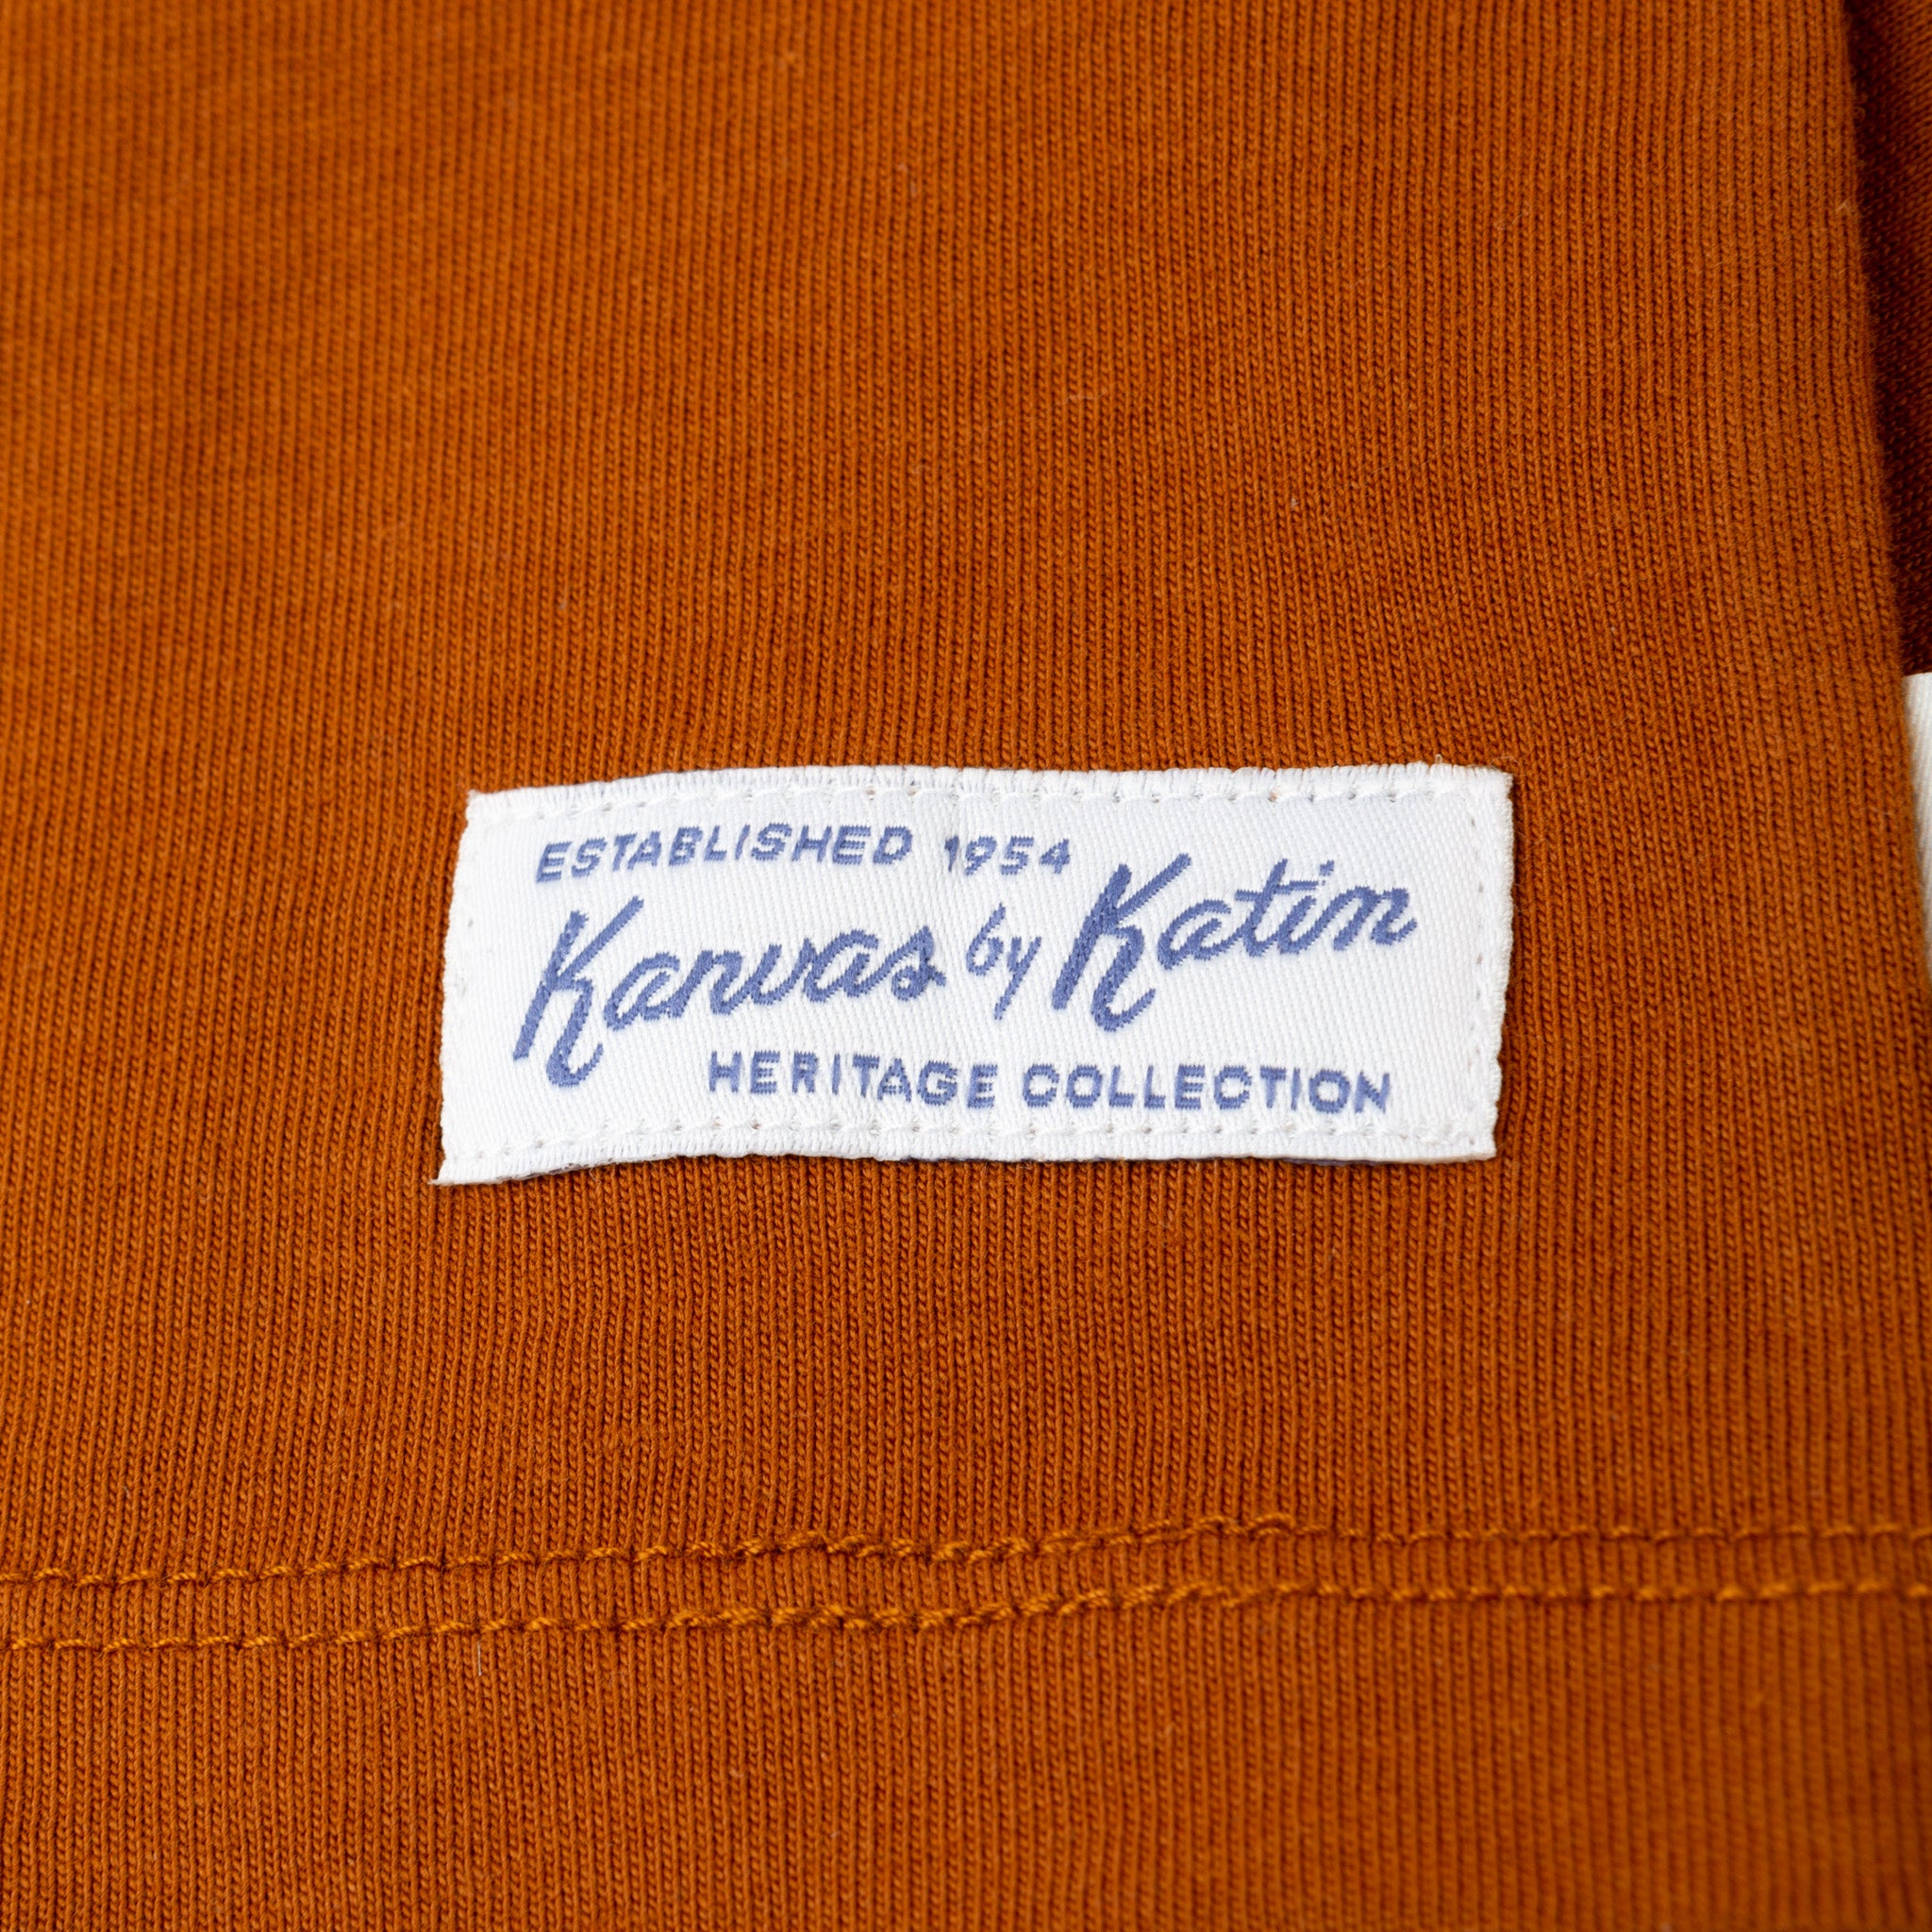 ESTABLISHED 1954
Kanvas by Katin
HERITAGE COLLECTION